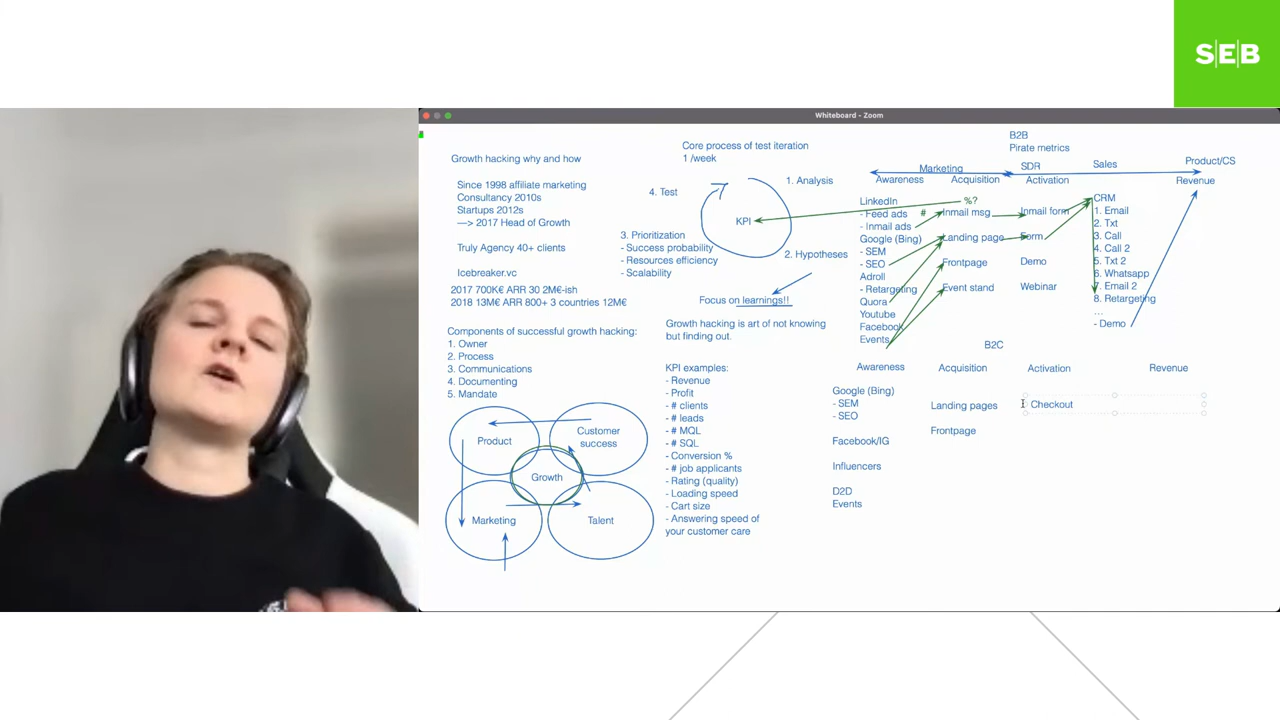 S|E|B
Whiteboard - Zoom
Growth hacking why and how
Since 1998 affiliate marketing
Consultancy 2010s
Startups 2012s
—> 2017 Head of Growth
Truly Agency 40+ clients
Icebreaker.vc
2017 700K€ ARR 30 2M€-ish
2018 13M€ ARR 800+ 3 countries 12M€
Components of successful growth hacking:
1. Owner
2. Process
3. Communications
4. Documenting
5. Mandate
Product
Customer
success
Growth
Marketing
Talent
Core process of test iteration
1 /week
1. Analysis
4. Test
KPI
3. Prioritization
- Success probability
- Resources efficiency
- Scalability
2. Hypotheses
Focus on learnings!!
Growth hacking is art of not knowing
but finding out.
KPI examples:
- Revenue
- Profit
- # clients
- # leads
- # MQL
- # SQL
- Conversion %
- # job applicants
- Rating (quality)
- Loading speed
- Cart size
- Answering speed of
your customer care
B2B
Pirate metrics
Marketing
SDR
Sales
Product/CS
Awareness
Acquisition
Activation
Revenue
LinkedIn
- Feed ads
- Inmail ads
Google (Bing)
- SEM
- SEO
Adroll
- Retargeting
Quora
Youtube
Facebook
Events
%?
# Inmail msg
Landing page
Frontpage
Event stand
Inmail form
Form
Demo
Webinar
CRM
1. Email
2. Txt
3. Call
4. Call 2
5. Txt 2
6. Whatsapp
7. Email 2
8. Retargeting
...
- Demo
B2C
Awareness
Acquisition
Activation
Revenue
Google (Bing)
- SEM
- SEO
Facebook/IG
Influencers
D2D
Events
Landing pages
Frontpage
Checkout